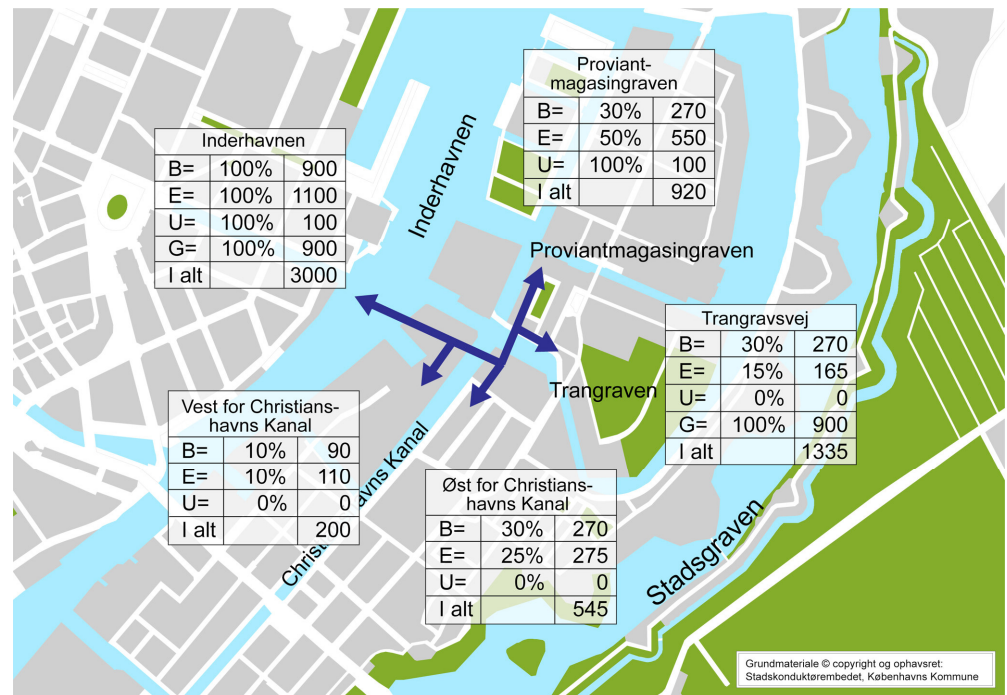 Proviant-
magasingraven
B= 30% 270
E= 50% 550
U= 100% 100
I alt 920
Inderhavnen
B= 100% 900
E= 100% 1100
U= 100% 100
G= 100% 900
I alt 3000
Inderhavnen
Proviantmagasingraven
Trangravsvej
B= 30% 270
E= 15% 165
U= 0% 0
G= 100% 900
I alt 1335
Trangraven
Vest for Christians-
havns Kanal
B= 10% 90
E= 10% 110
U= 0% 0
I alt 200
Christianshavns Kanal
Øst for Christians-
havns Kanal
B= 30% 270
E= 25% 275
U= 0% 0
I alt 545
Stadsgraven
Grundmateriale © copyright og ophavsret:
Stadskonduktørembedet, Københavns Kommune